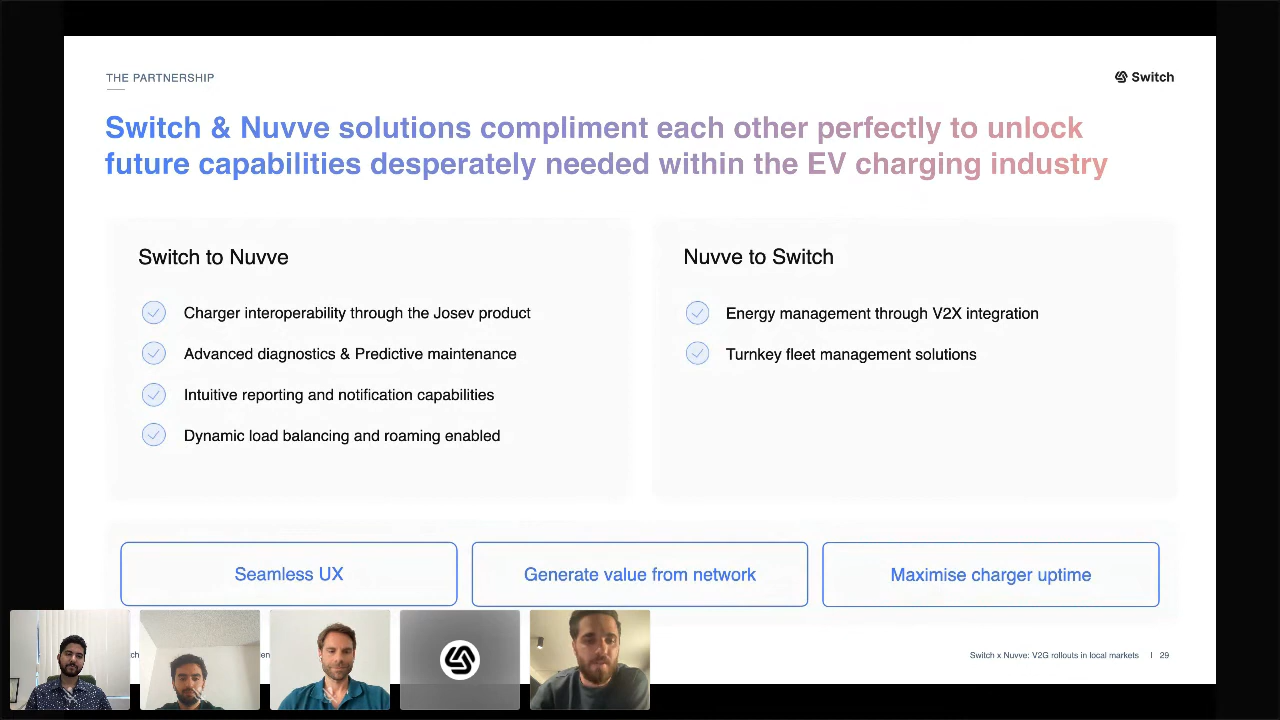 THE PARTNERSHIP
Switch
Switch & Nuvve solutions compliment each other perfectly to unlock
future capabilities desperately needed within the EV charging industry
Switch to Nuvve
Charger interoperability through the Josev product
Advanced diagnostics & Predictive maintenance
Intuitive reporting and notification capabilities
Dynamic load balancing and roaming enabled
Nuvve to Switch
Energy management through V2X integration
Turnkey fleet management solutions
Seamless UX
Generate value from network
Maximise charger uptime
Switch x Nuvve: V2G rollouts in local markets | 29